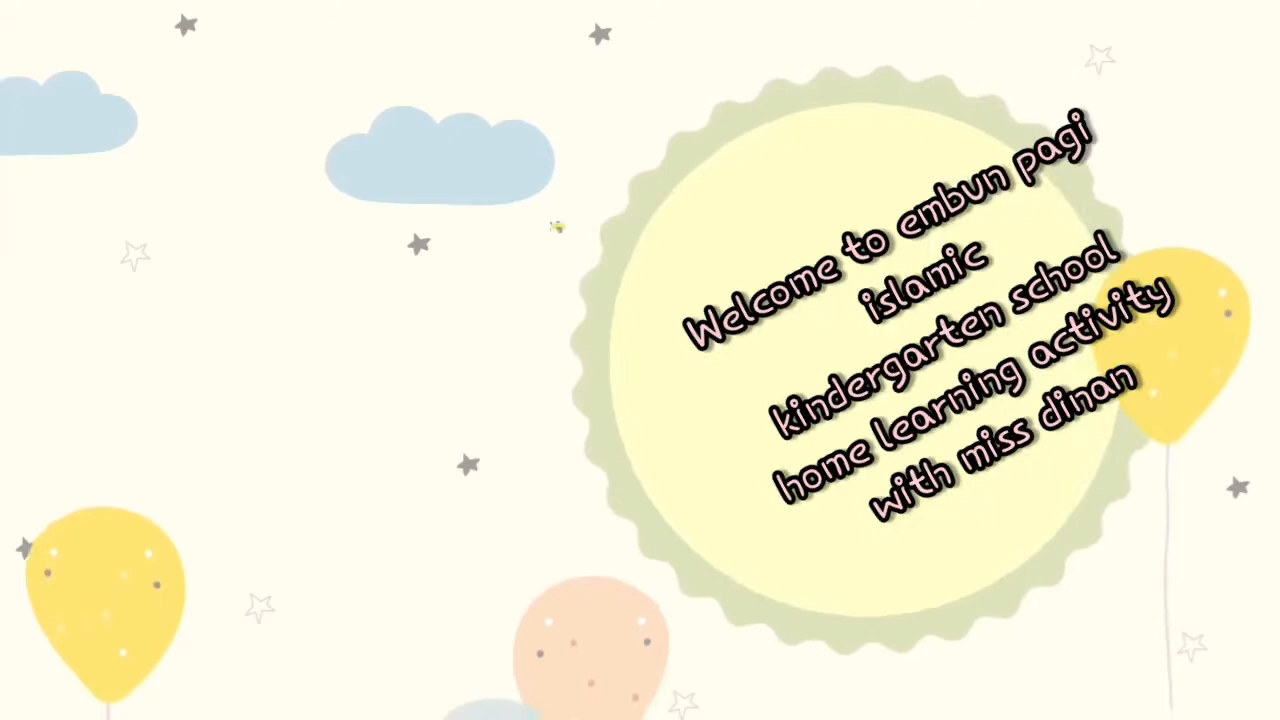 Welcome to embun pagi
islamic
kindergarten school
home learning activity
with miss dinan